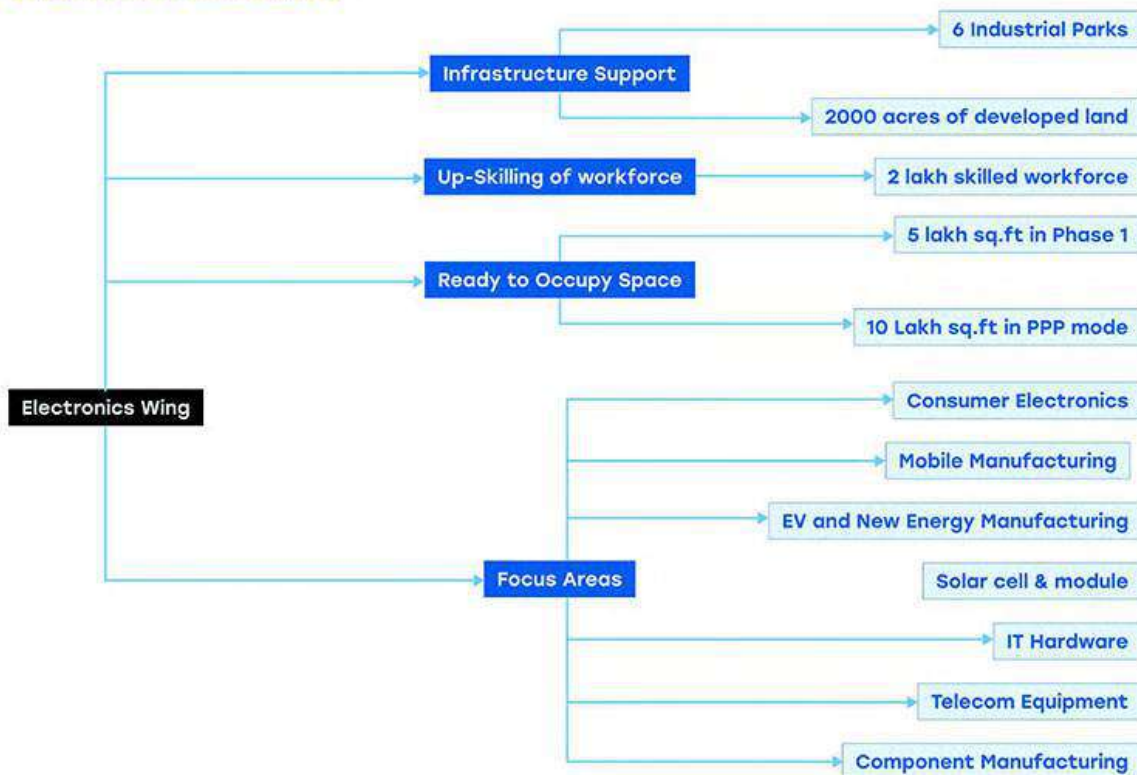 6 Industrial Parks
Infrastructure Support
2000 acres of developed land
Up-Skilling of workforce
2 lakh skilled workforce
5 lakh sq.ft in Phase 1
Ready to Occupy Space
10 Lakh sq.ft in PPP mode
Electronics Wing
Consumer Electronics
Mobile Manufacturing
EV and New Energy Manufacturing
Focus Areas
Solar cell & module
IT Hardware
Telecom Equipment
Component Manufacturing